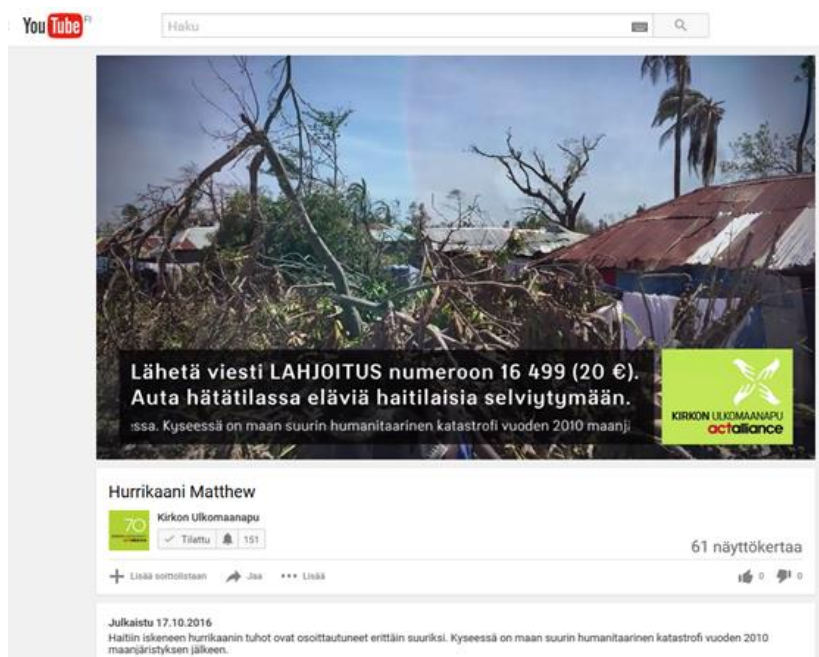 YouTube FI
Haku
Lähetä viesti LAHJOITUS numeroon 16 499 (20 €).
Auta hätätilassa eläviä haitilaisia selviytymään.
ssa. Kyseessä on maan suurin humanitaarinen katastrofi vuoden 2010 maanjä
KIRKON ULKOMAANAPU
actalliance
Hurrikaani Matthew
70
Kirkon Ulkomaanapu
Tilattu 151
61 näyttökertaa
Lisää soittolistaan Jaa Lisää
0 0
Julkaistu 17.10.2016
Haitiin iskeneen hurrikaanin tuhot ovat osoittautuneet erittäin suuriksi. Kyseessä on maan suurin humanitaarinen katastrofi vuoden 2010
maanjäristyksen jälkeen.